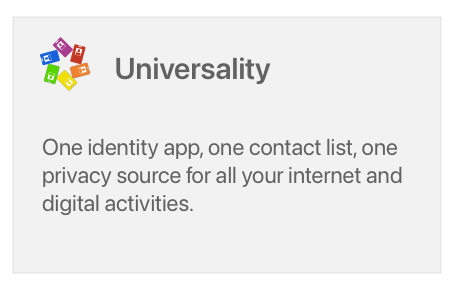 Universality
One identity app, one contact list, one
privacy source for all your internet and
digital activities.